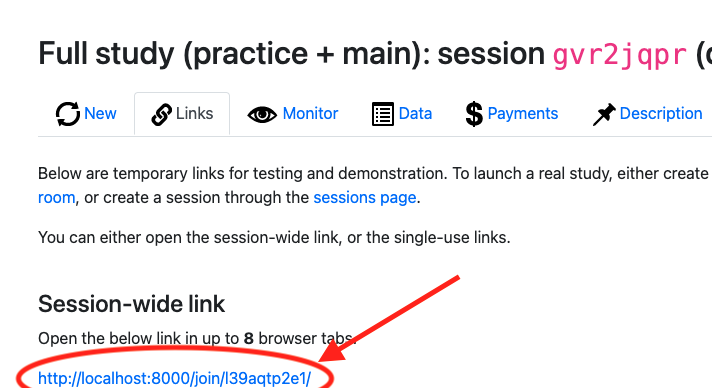 Full study (practice + main): session gvr2jqpr (
New Links Monitor Data Payments Description
Below are temporary links for testing and demonstration. To launch a real study, either create
room, or create a session through the sessions page.
You can either open the session-wide link, or the single-use links.
Session-wide link
Open the below link in up to 8 browser tabs.
http://localhost:8000/join/l39aqtp2e1/